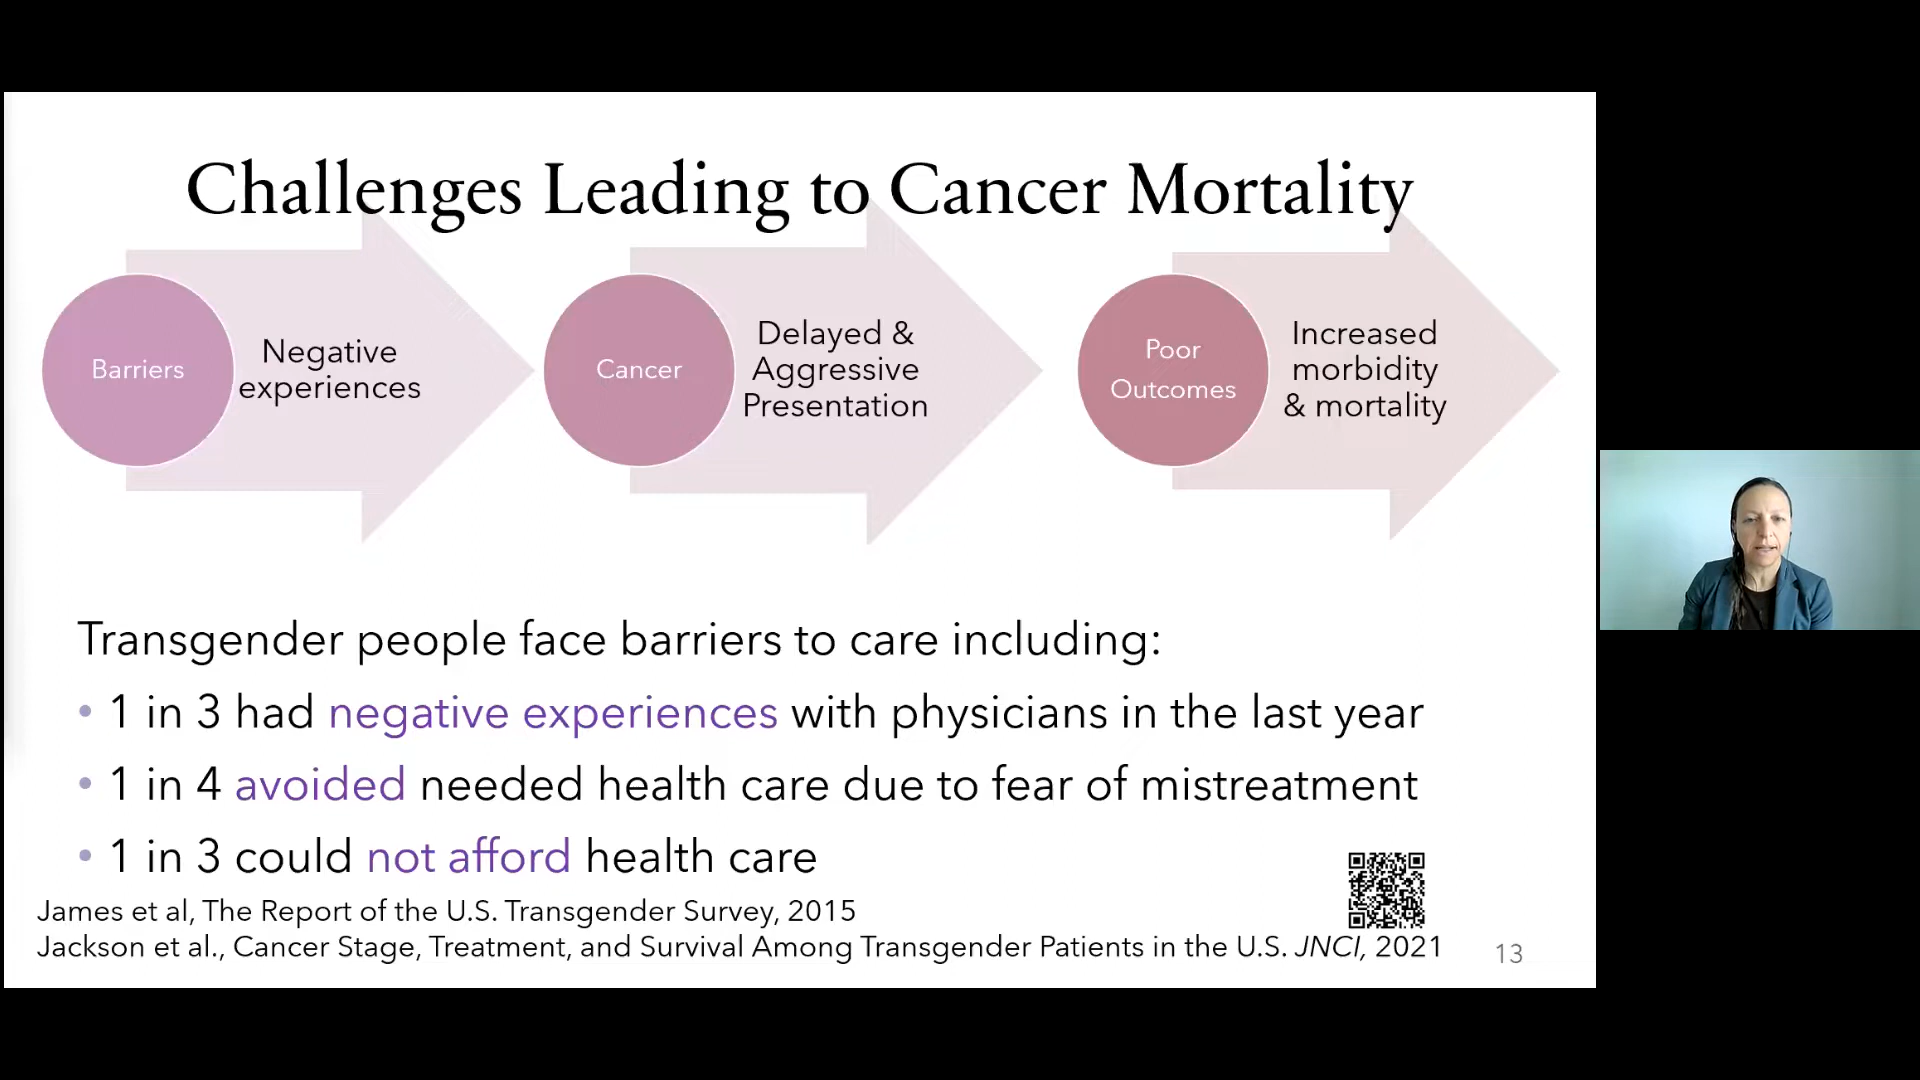 Challenges Leading to Cancer Mortality
Barriers
Negative
experiences
Cancer
Delayed &
Aggressive
Presentation
Poor
Outcomes
Increased
morbidity
& mortality
Transgender people face barriers to care including:
• 1 in 3 had negative experiences with physicians in the last year
• 1 in 4 avoided needed health care due to fear of mistreatment
• 1 in 3 could not afford health care
James et al, The Report of the U.S. Transgender Survey, 2015
Jackson et al., Cancer Stage, Treatment, and Survival Among Transgender Patients in the U.S. JNCI, 2021
13